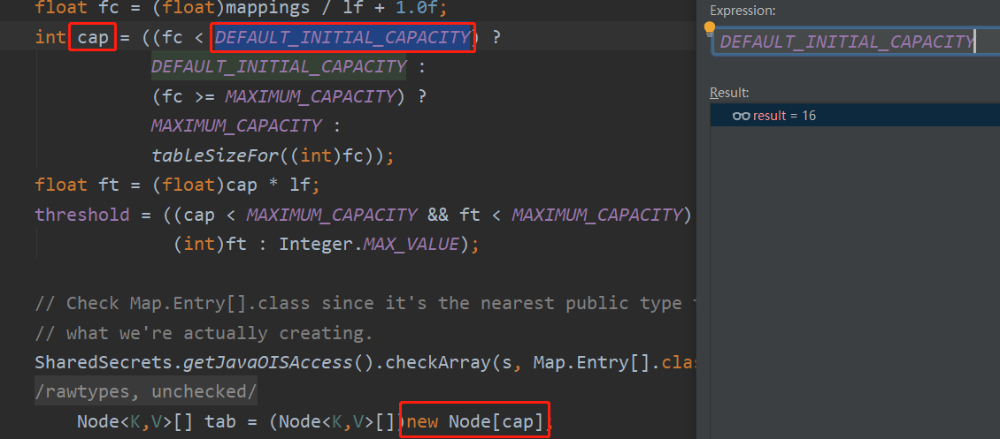 float fc = (float)mappings / lf + 1.0f;
int cap = ((fc < DEFAULT_INITIAL_CAPACITY) ?
DEFAULT_INITIAL_CAPACITY :
(fc >= MAXIMUM_CAPACITY) ?
MAXIMUM_CAPACITY :
tableSizeFor((int)fc));
float ft = (float)cap * lf;
threshold = ((cap < MAXIMUM_CAPACITY && ft < MAXIMUM_CAPACITY)
(int)ft : Integer.MAX_VALUE);
// Check Map.Entry[].class since it's the nearest public type
// what we're actually creating.
SharedSecrets.getJavaOISAccess().checkArray(s, Map.Entry[].clas
/rawtypes, unchecked/
Node<K,V>[] tab = (Node<K,V>[])new Node[cap];
Expression:
DEFAULT_INITIAL_CAPACITY
Result:
result = 16